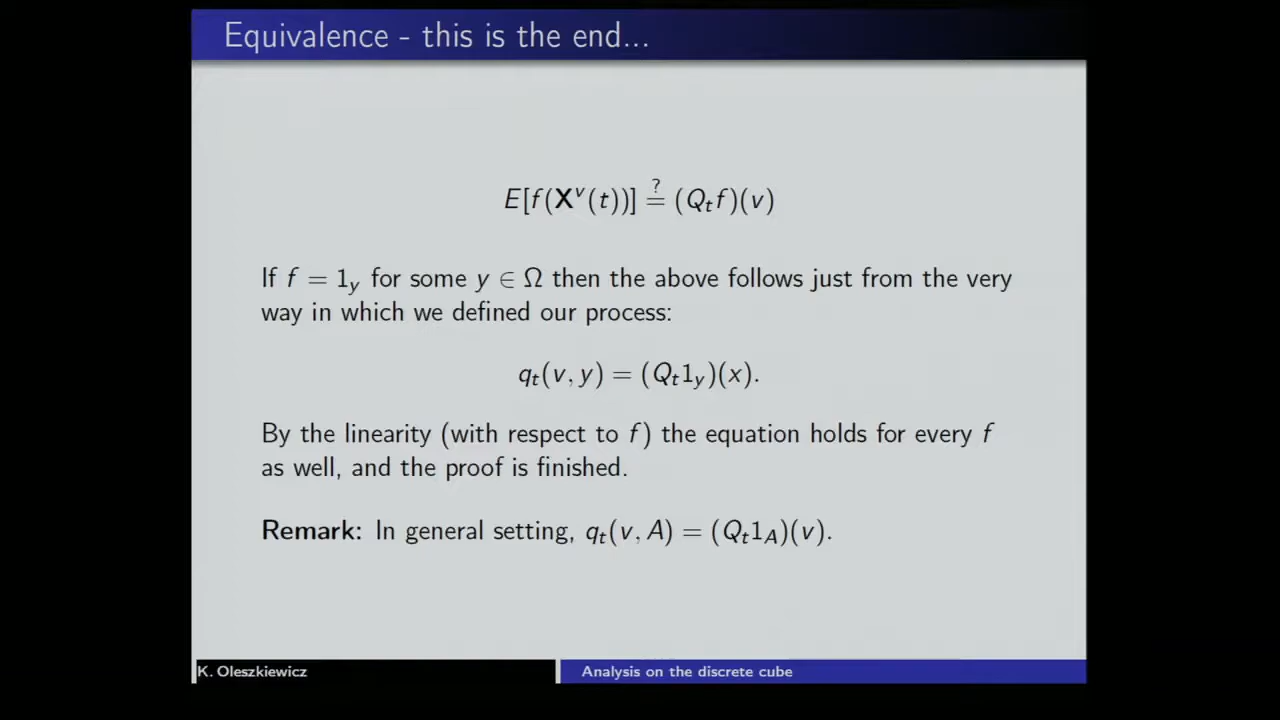 Equivalence - this is the end...
E[f(X^v(t))] ?= (Q_t f)(v)
If f = 1_y for some y ∈ Ω then the above follows just from the very
way in which we defined our process:
q_t(v, y) = (Q_t 1_y)(x).
By the linearity (with respect to f) the equation holds for every f
as well, and the proof is finished.
Remark: In general setting, q_t(v, A) = (Q_t 1_A)(v).
K. Oleszkiewicz
Analysis on the discrete cube